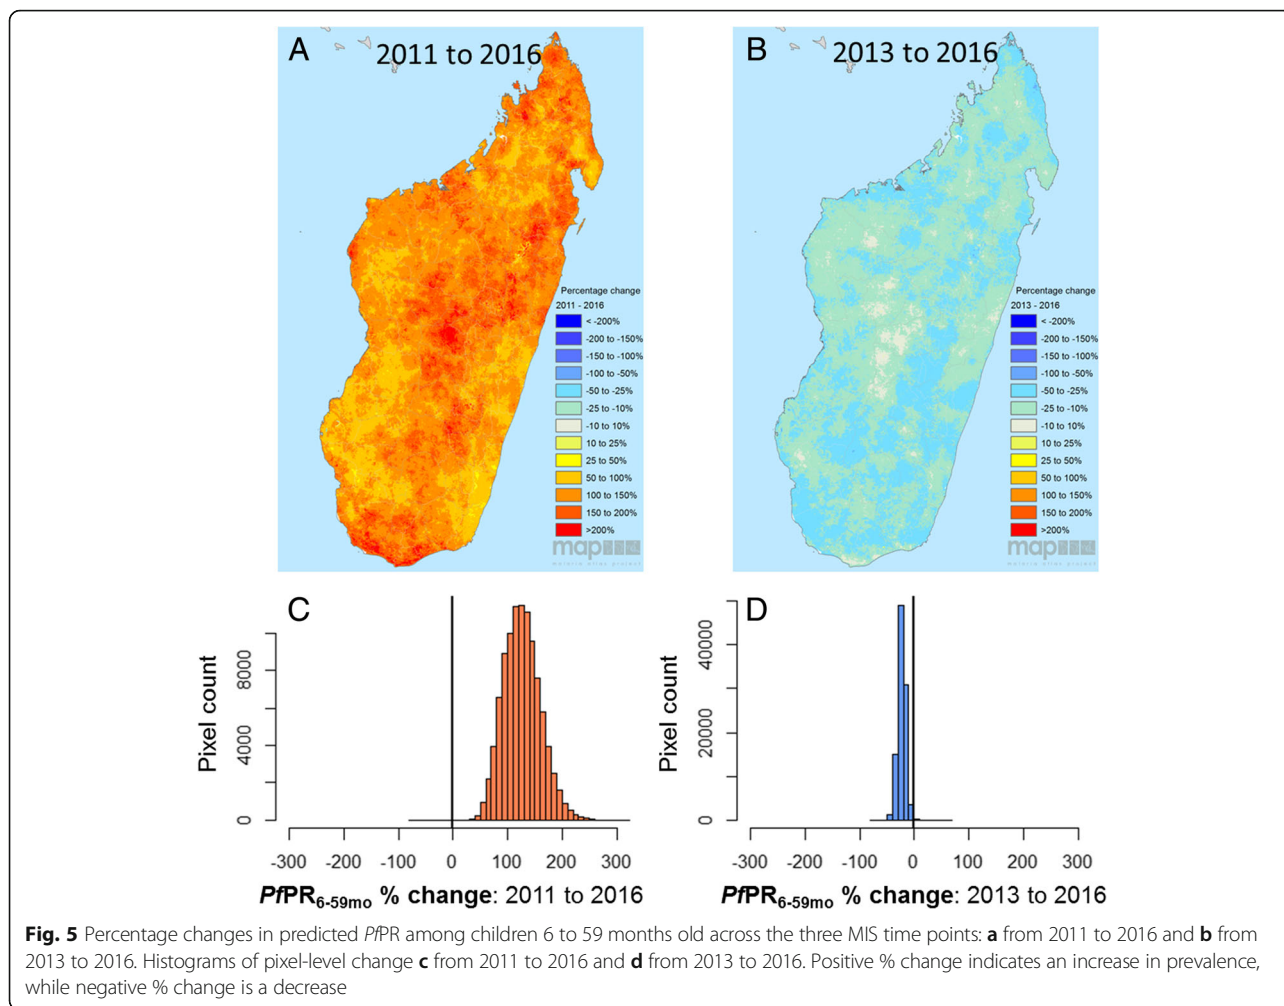 A
2011 to 2016
Percentage change
2011 - 2016
< -200%
-200 to -150%
-150 to -100%
-100 to -50%
-50 to -25%
-25 to -10%
-10 to 10%
10 to 25%
25 to 50%
50 to 100%
100 to 150%
150 to 200%
>200%
map
malaria atlas project
B
2013 to 2016
Percentage change
2013 - 2016
< -200%
-200 to -150%
-150 to -100%
-100 to -50%
-50 to -25%
-25 to -10%
-10 to 10%
10 to 25%
25 to 50%
50 to 100%
100 to 150%
150 to 200%
>200%
map
malaria atlas project
C
Pixel count
0 4000 8000
-300 -200 -100 0 100 200 300
PfPR6-59mo % change: 2011 to 2016
D
Pixel count
0 20000 40000
-300 -200 -100 0 100 200 300
PfPR6-59mo % change: 2013 to 2016
Fig. 5 Percentage changes in predicted PfPR among children 6 to 59 months old across the three MIS time points: a from 2011 to 2016 and b from
2013 to 2016. Histograms of pixel-level change c from 2011 to 2016 and d from 2013 to 2016. Positive % change indicates an increase in prevalence,
while negative % change is a decrease